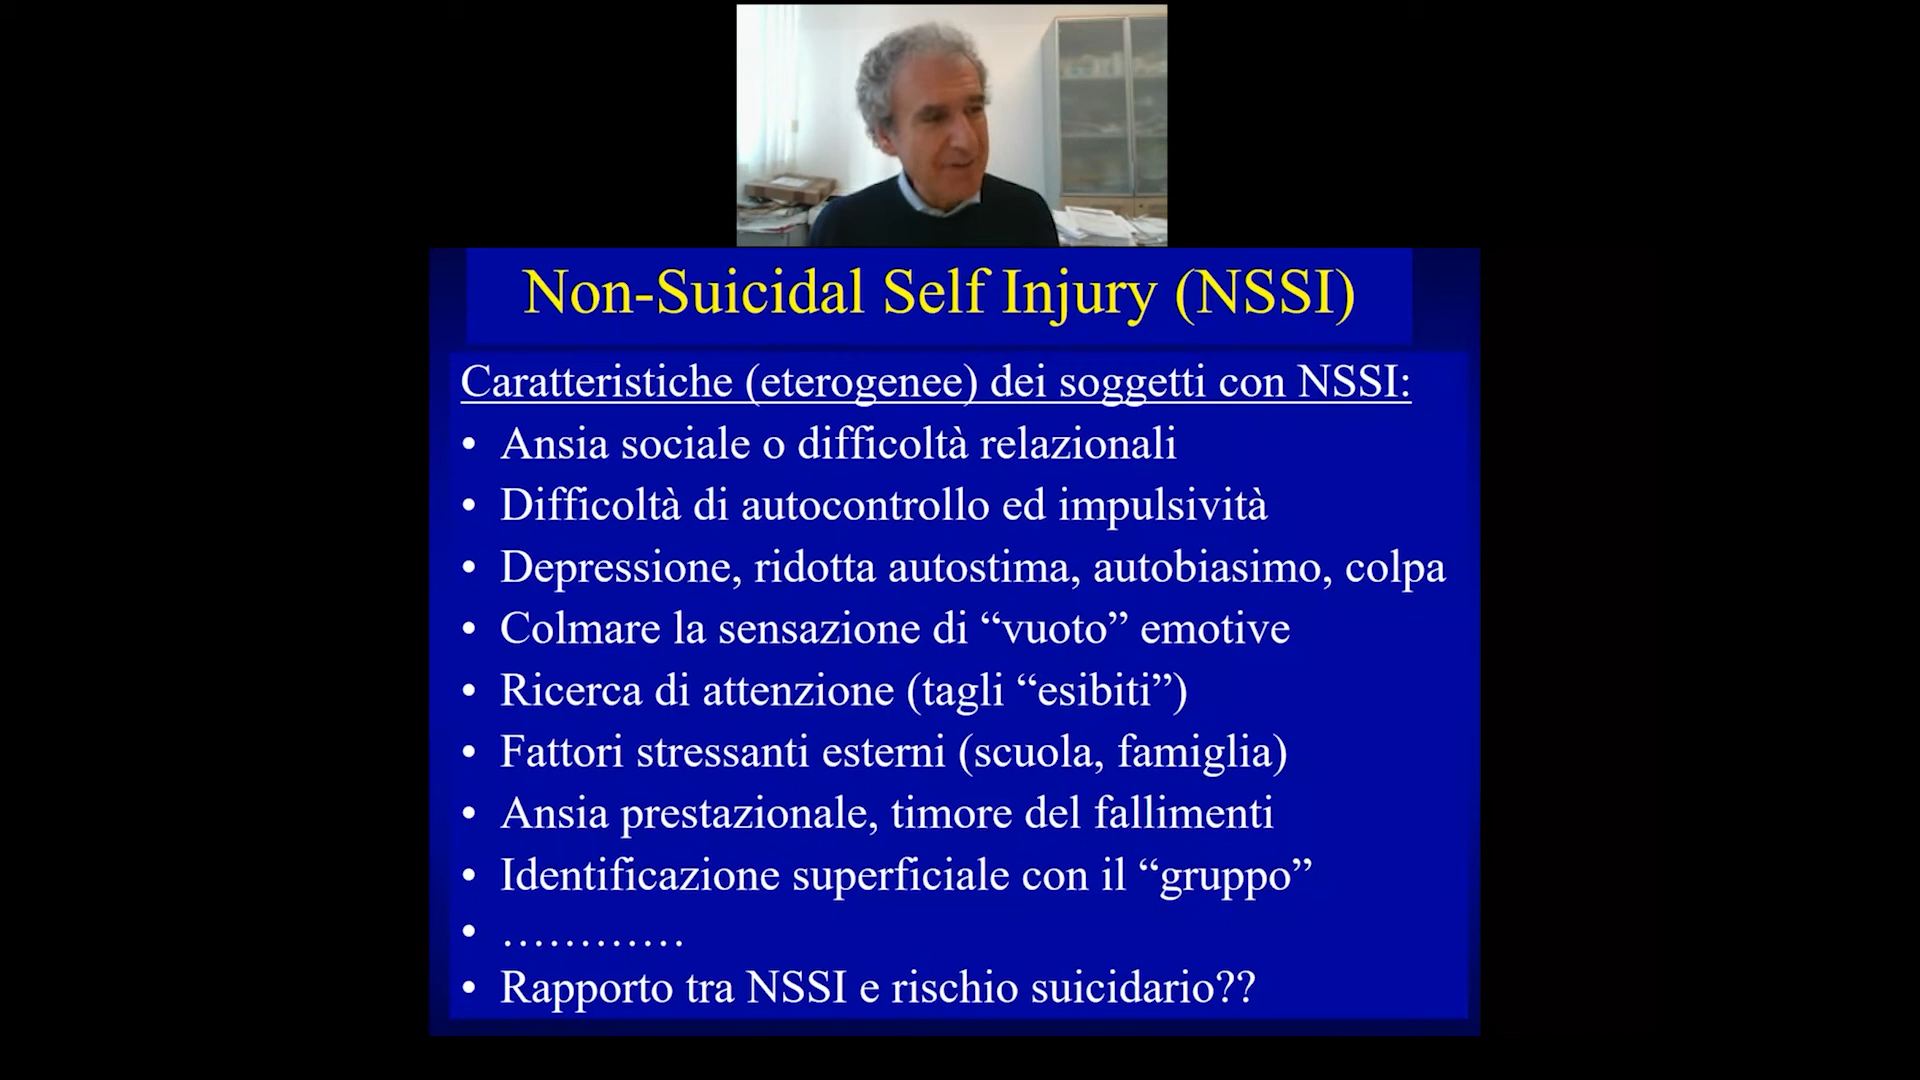 Non-Suicidal Self Injury (NSSI)
Caratteristiche (eterogenee) dei soggetti con NSSI:
• Ansia sociale o difficoltà relazionali
• Difficoltà di autocontrollo ed impulsività
• Depressione, ridotta autostima, autobiasimo, colpa
• Colmare la sensazione di “vuoto” emotive
• Ricerca di attenzione (tagli “esibiti”)
• Fattori stressanti esterni (scuola, famiglia)
• Ansia prestazionale, timore del fallimenti
• Identificazione superficiale con il “gruppo”
• …………
• Rapporto tra NSSI e rischio suicidario??